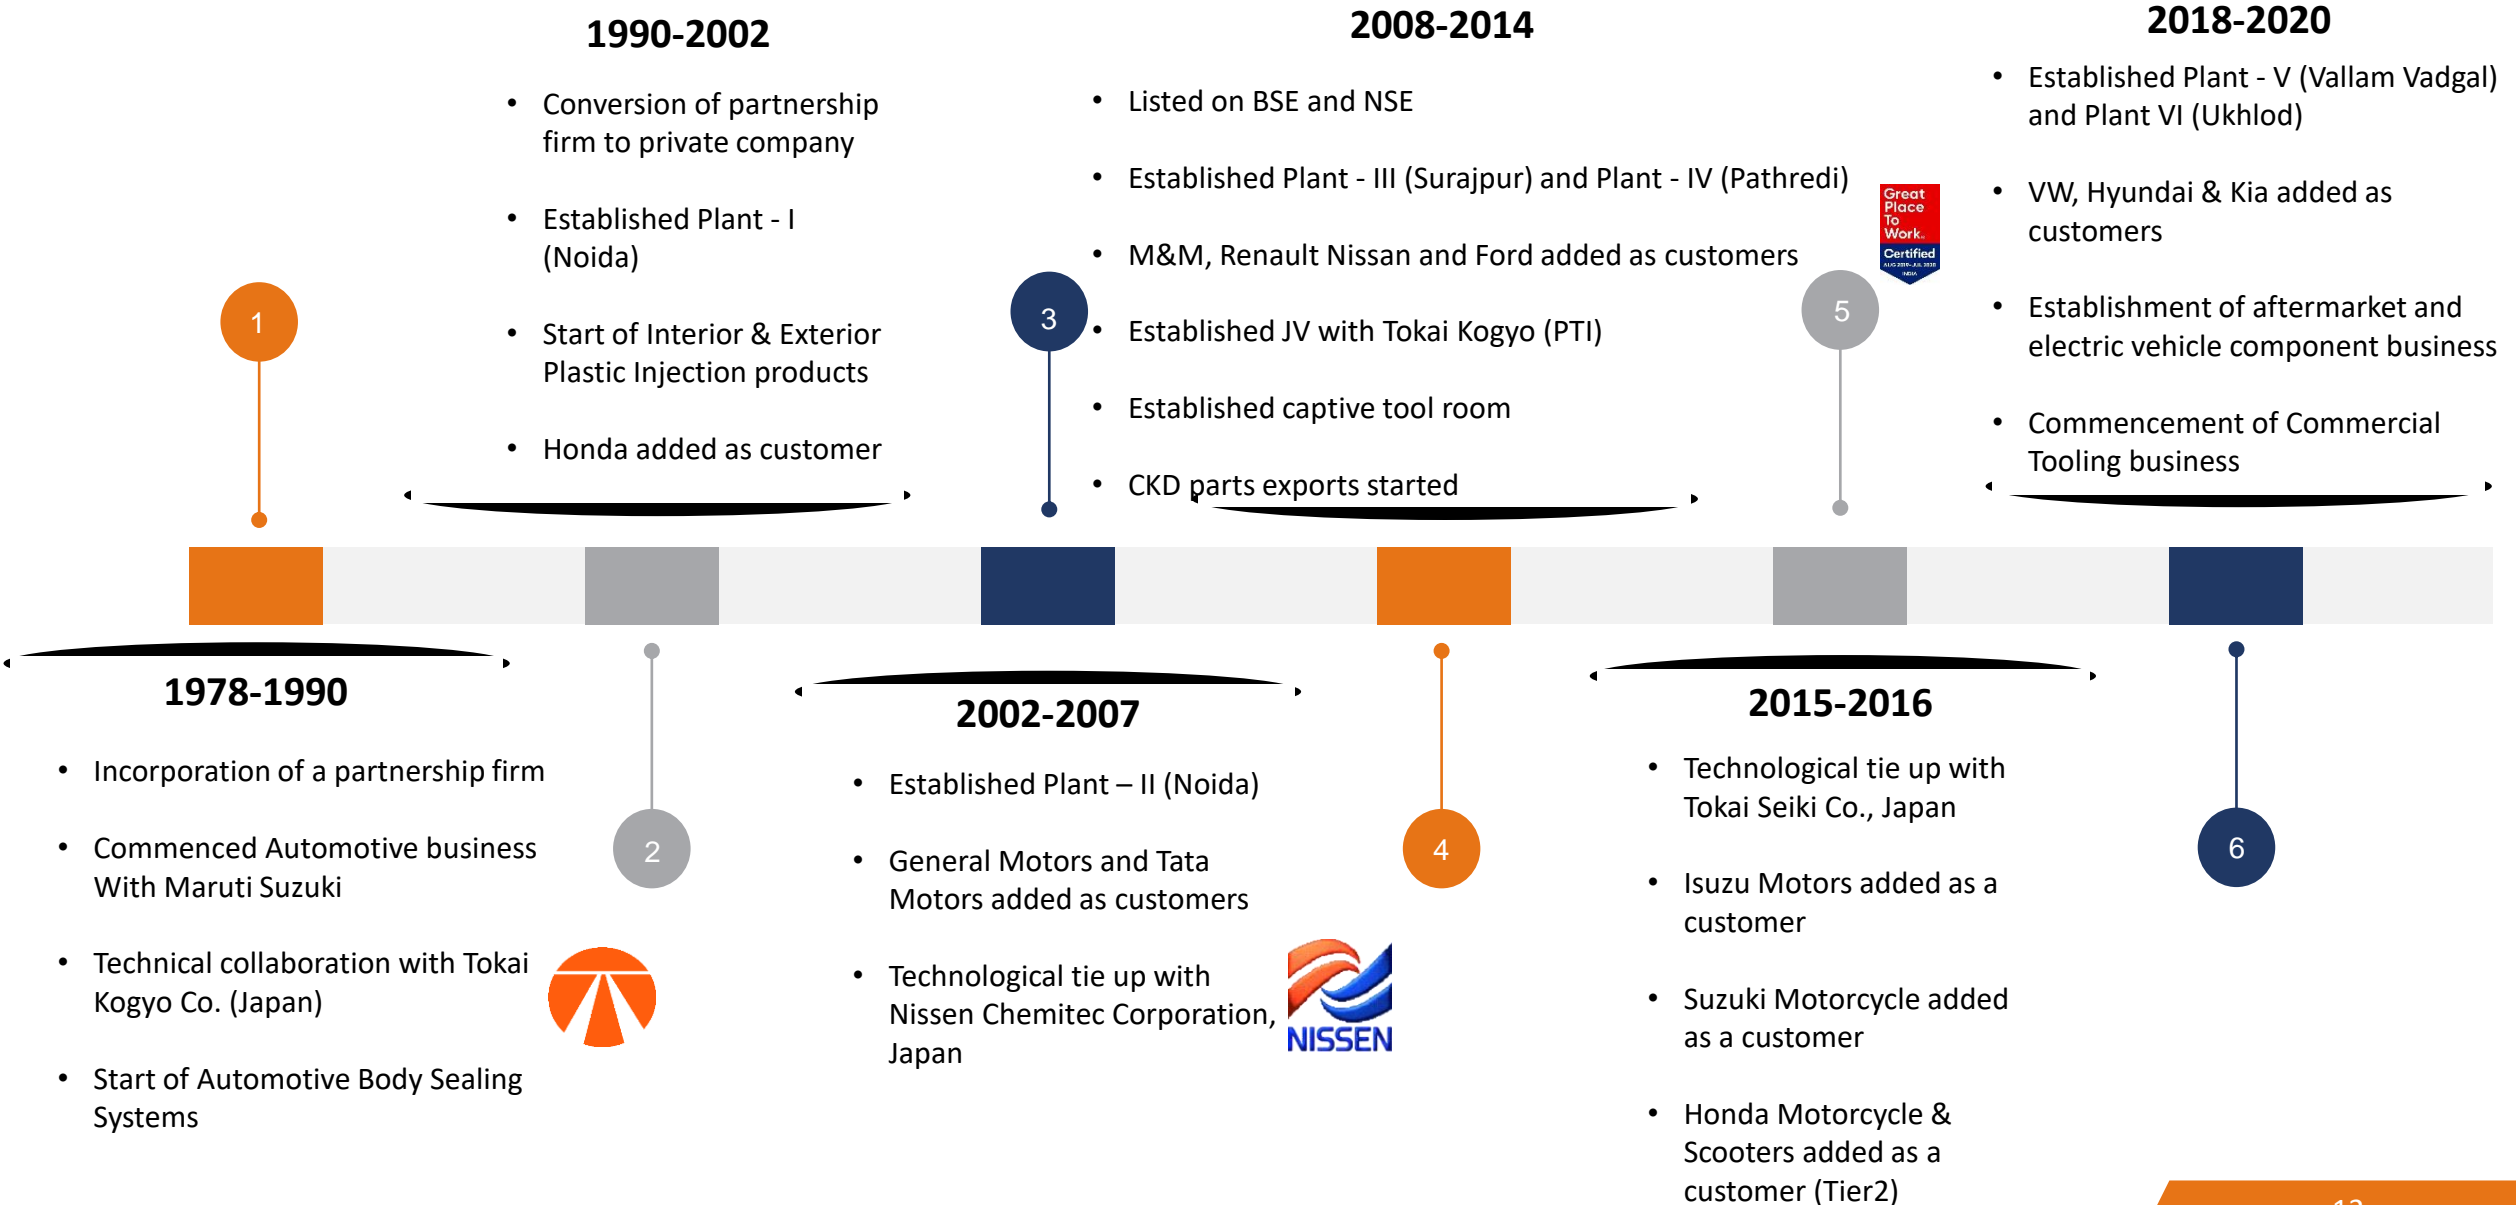 1990-2002
• Conversion of partnership
firm to private company
• Established Plant - I
(Noida)
• Start of Interior & Exterior
Plastic Injection products
• Honda added as customer
2008-2014
• Listed on BSE and NSE
• Established Plant - III (Surajpur) and Plant - IV (Pathredi)
• M&M, Renault Nissan and Ford added as customers
• Established JV with Tokai Kogyo (PTI)
• Established captive tool room
• CKD parts exports started
Great
Place
To
Work
Certified
AUG 2019-JUL 2020
INDIA
2018-2020
• Established Plant - V (Vallam Vadgal)
and Plant VI (Ukhlod)
• VW, Hyundai & Kia added as
customers
• Establishment of aftermarket and
electric vehicle component business
• Commencement of Commercial
Tooling business
1
3
5
1978-1990
• Incorporation of a partnership firm
• Commenced Automotive business
With Maruti Suzuki
• Technical collaboration with Tokai
Kogyo Co. (Japan)
• Start of Automotive Body Sealing
Systems
2
2002-2007
• Established Plant – II (Noida)
• General Motors and Tata
Motors added as customers
• Technological tie up with
Nissen Chemitec Corporation,
Japan
NISSEN
4
2015-2016
• Technological tie up with
Tokai Seiki Co., Japan
• Isuzu Motors added as a
customer
• Suzuki Motorcycle added
as a customer
• Honda Motorcycle &
Scooters added as a
customer (Tier2)
6